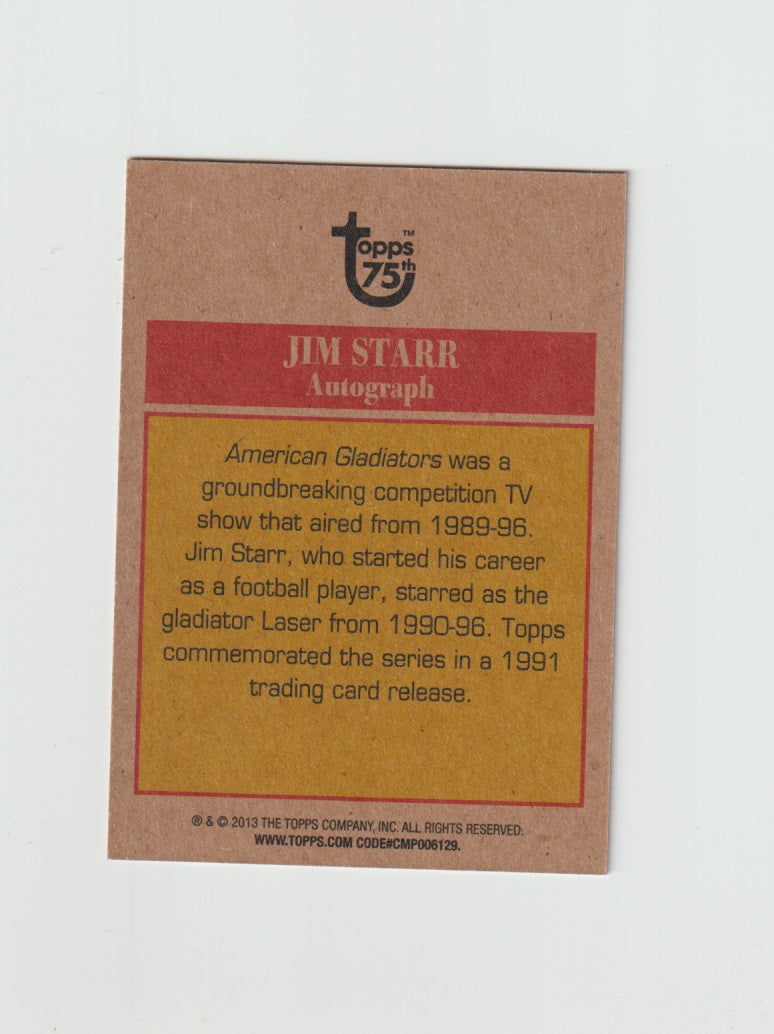 topps™
75th
JIM STARR
Autograph
American Gladiators was a
groundbreaking competition TV
show that aired from 1989-96.
Jim Starr, who started his career
as a football player, starred as the
gladiator Laser from 1990-96. Topps
commemorated the series in a 1991
trading card release.
® & © 2013 THE TOPPS COMPANY, INC. ALL RIGHTS RESERVED.
WWW.TOPPS.COM CODE#CMP006129.